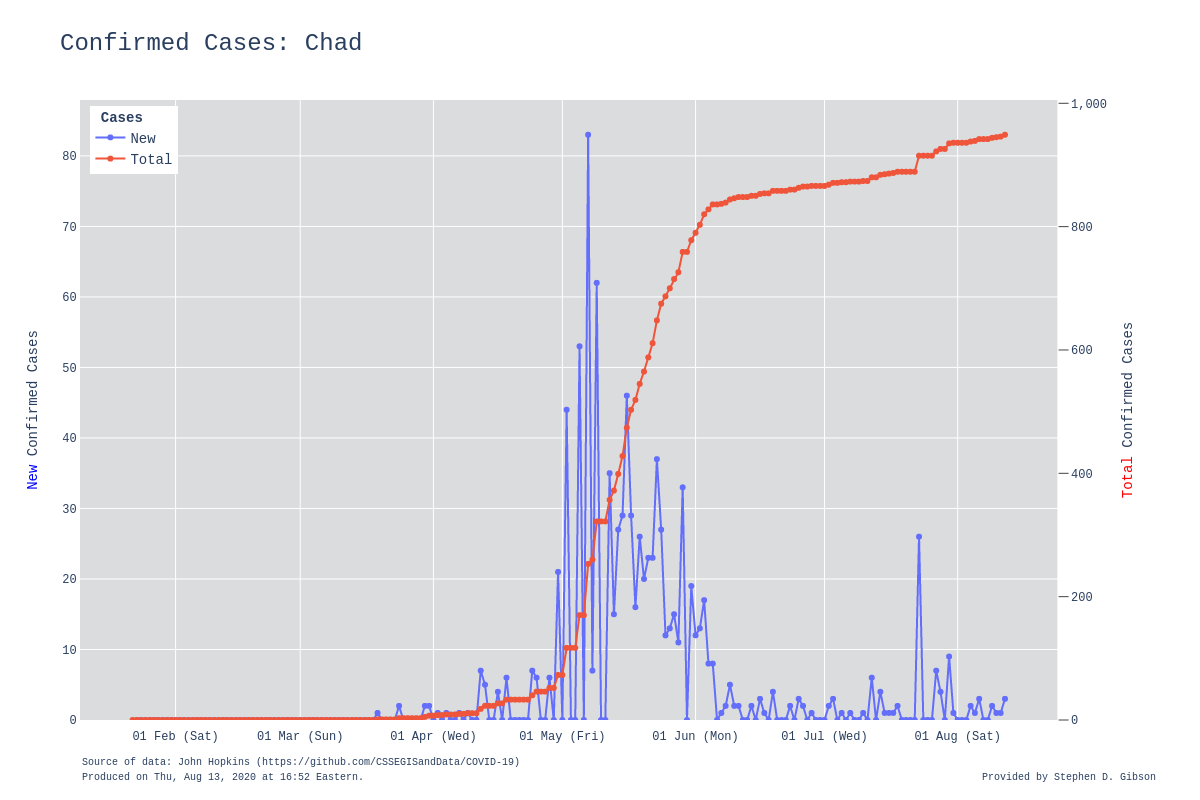 Confirmed Cases: Chad
Cases
New
Total
80
70
60
50
40
30
20
10
0
1,000
800
600
400
200
0
New Confirmed Cases
Total Confirmed Cases
01 Feb (Sat) 01 Mar (Sun) 01 Apr (Wed) 01 May (Fri) 01 Jun (Mon) 01 Jul (Wed) 01 Aug (Sat)
Source of data: John Hopkins (https://github.com/CSSEGISandData/COVID-19)
Produced on Thu, Aug 13, 2020 at 16:52 Eastern.
Provided by Stephen D. Gibson